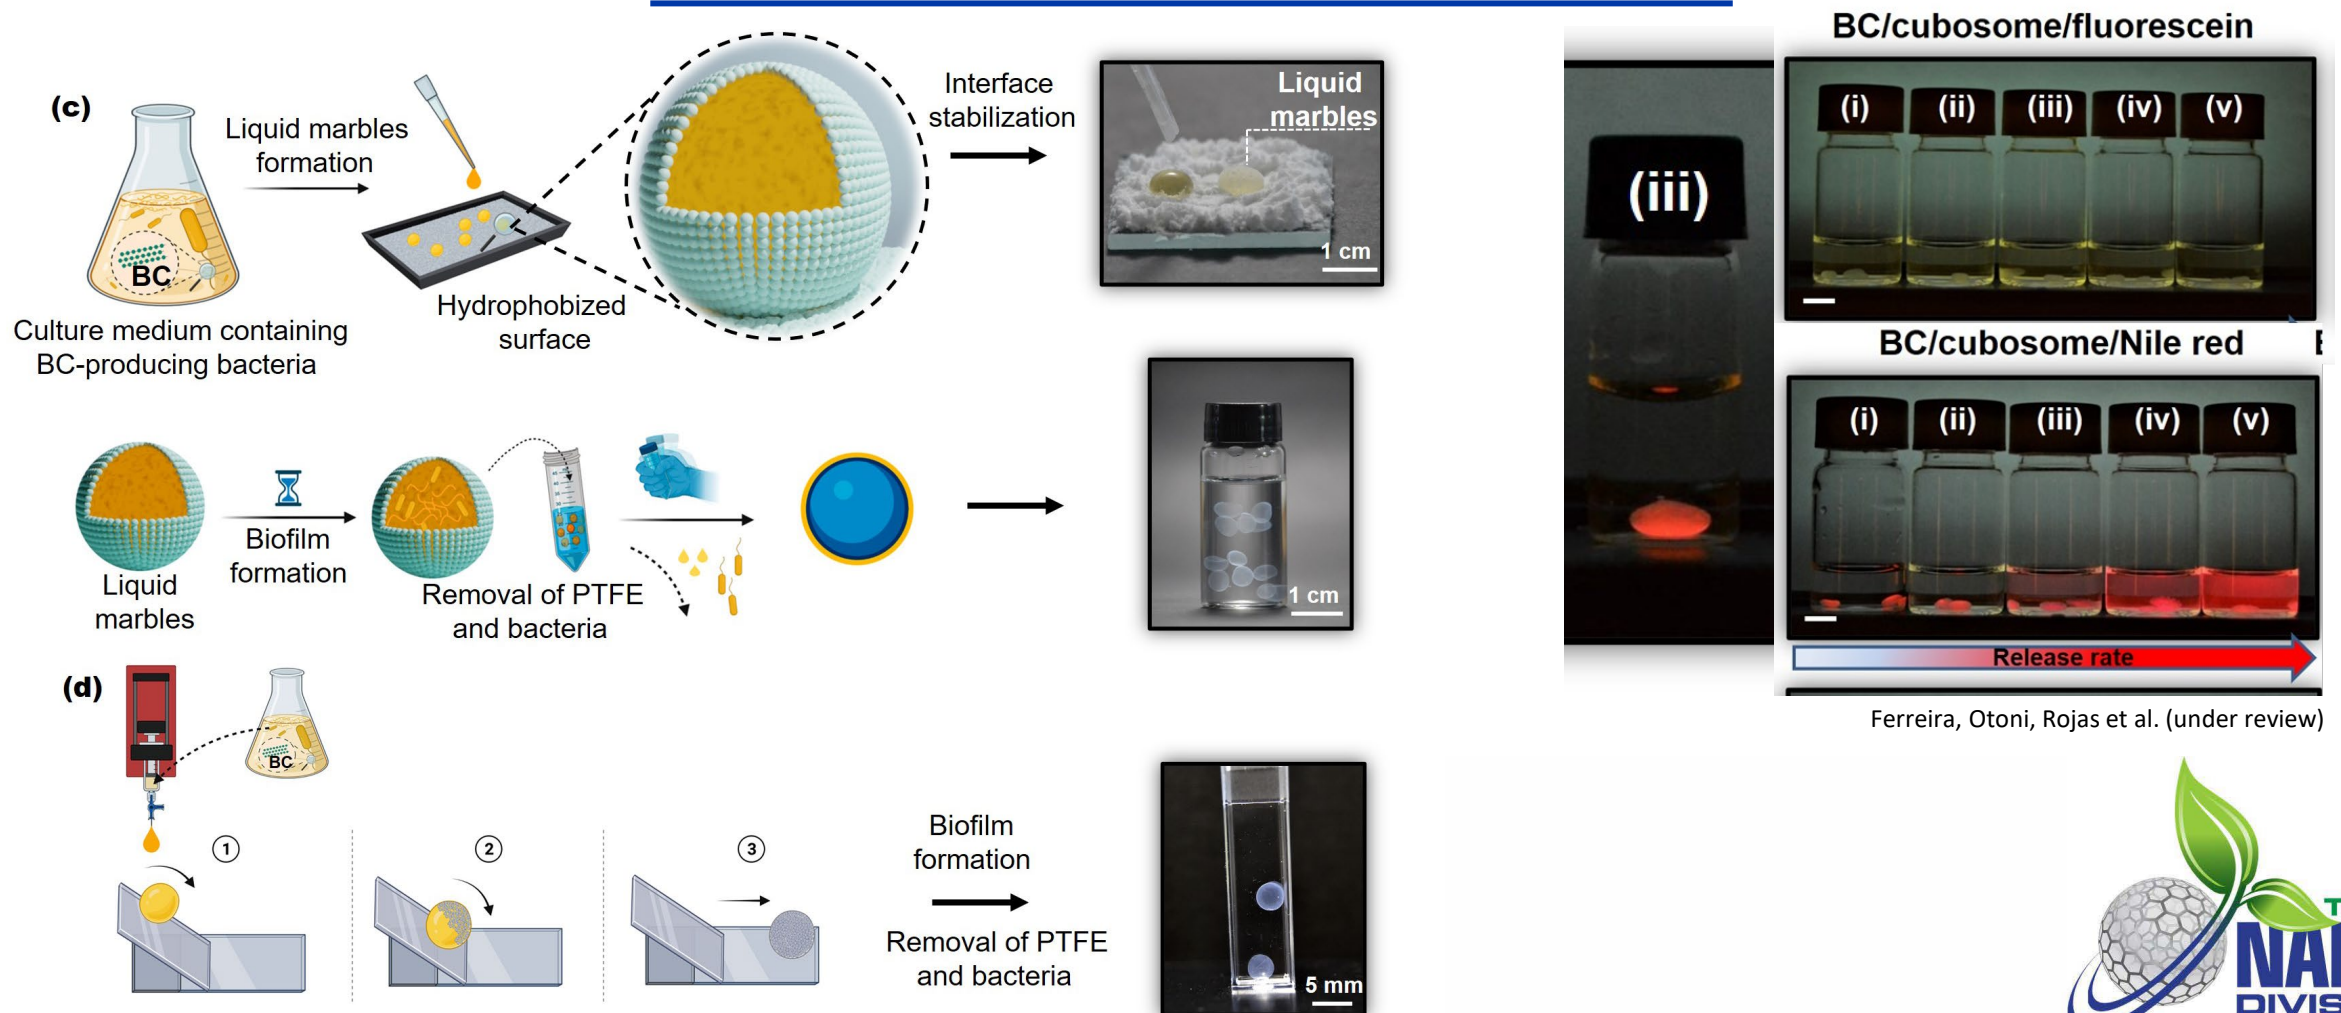 (c)
BC
Culture medium containing
BC-producing bacteria
Liquid marbles
formation
Hydrophobized
surface
Interface
stabilization
Liquid
marbles
1 cm
Liquid
marbles
Biofilm
formation
Removal of PTFE
and bacteria
1 cm
(d)
BC
1
2
3
Biofilm
formation
Removal of PTFE
and bacteria
5 mm
(iii)
BC/cubosome/fluorescein
(i)
(ii)
(iii)
(iv)
(v)
BC/cubosome/Nile red
(i)
(ii)
(iii)
(iv)
(v)
Release rate
Ferreira, Otoni, Rojas et al. (under review)